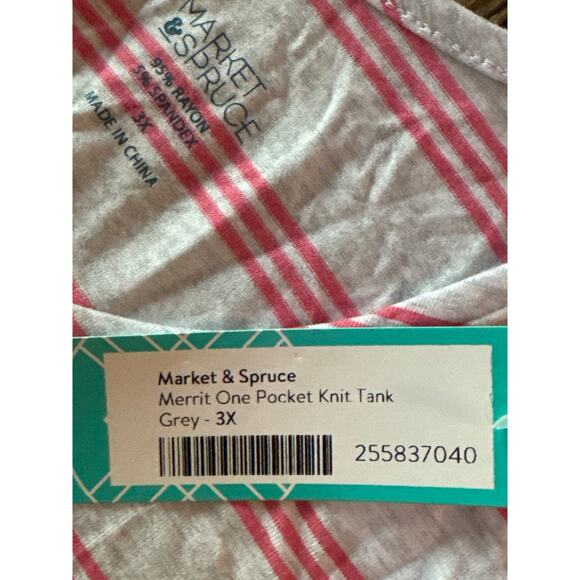 MARKET
& SPRUCE
95% RAYON
5% SPANDEX
3X
MADE IN CHINA
Market & Spruce
Merrit One Pocket Knit Tank
Grey - 3X
255837040